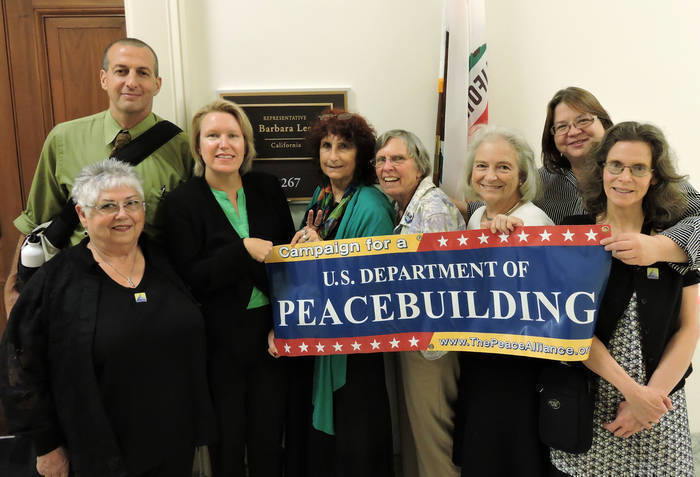 REPRESENTATIVE
Barbara Lee
California
267
Campaign for a
U.S. DEPARTMENT OF
PEACEBUILDING
www.ThePeaceAlliance.org